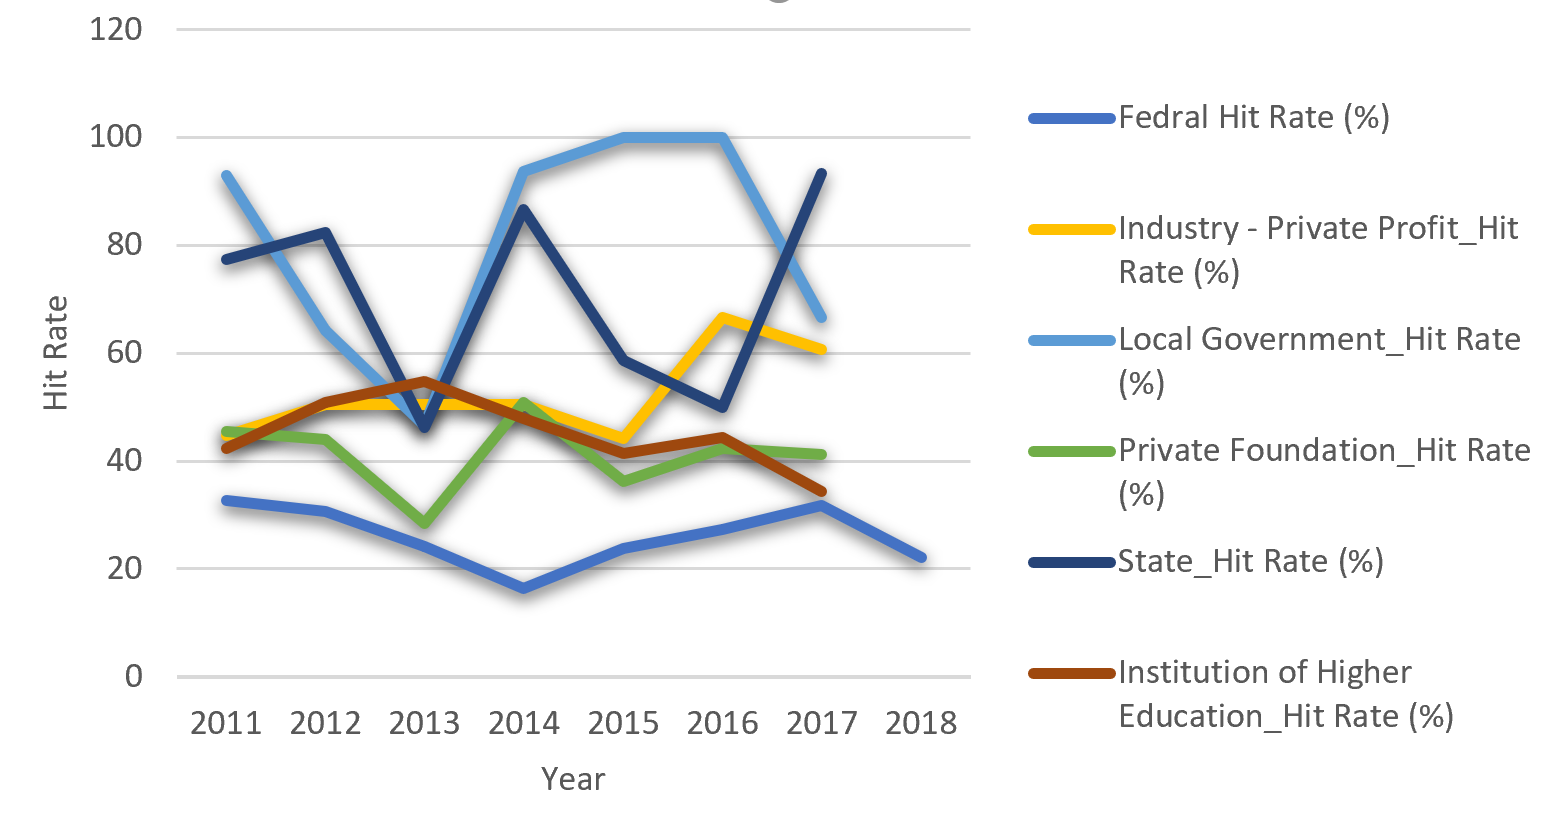 120
100
80
60
40
20
0
Hit Rate
2011 2012 2013 2014 2015 2016 2017 2018
Year
Fedral Hit Rate (%)
Industry - Private Profit_Hit
Rate (%)
Local Government_Hit Rate
(%)
Private Foundation_Hit Rate
(%)
State_Hit Rate (%)
Institution of Higher
Education_Hit Rate (%)